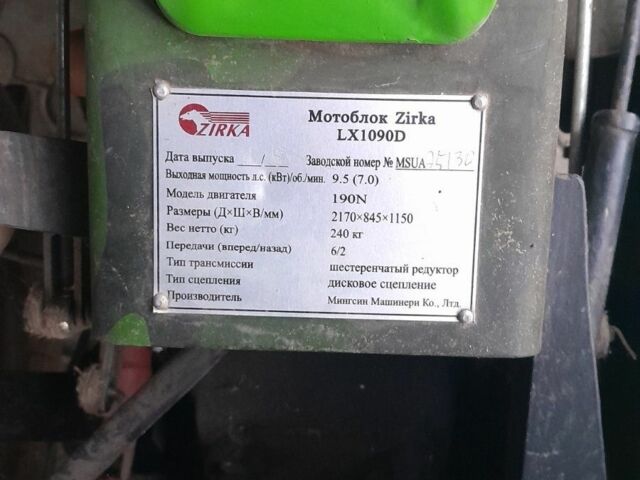 ZIRKA
Мотоблок Zirka
LX1090D
Дата выпуска / Заводской номер № MSUA
Выходная мощность л.с. (кВт)/об./мин. 9.5 (7.0)
Модель двигателя 190N
Размеры (Д×Ш×В/мм) 2170×845×1150
Вес нетто (кг) 240 кг
Передачи (вперед/назад) 6/2
Тип трансмиссии шестеренчатый редуктор
Тип сцепления дисковое сцепление
Производитель Мингсин Машинери Ко., Лтд.